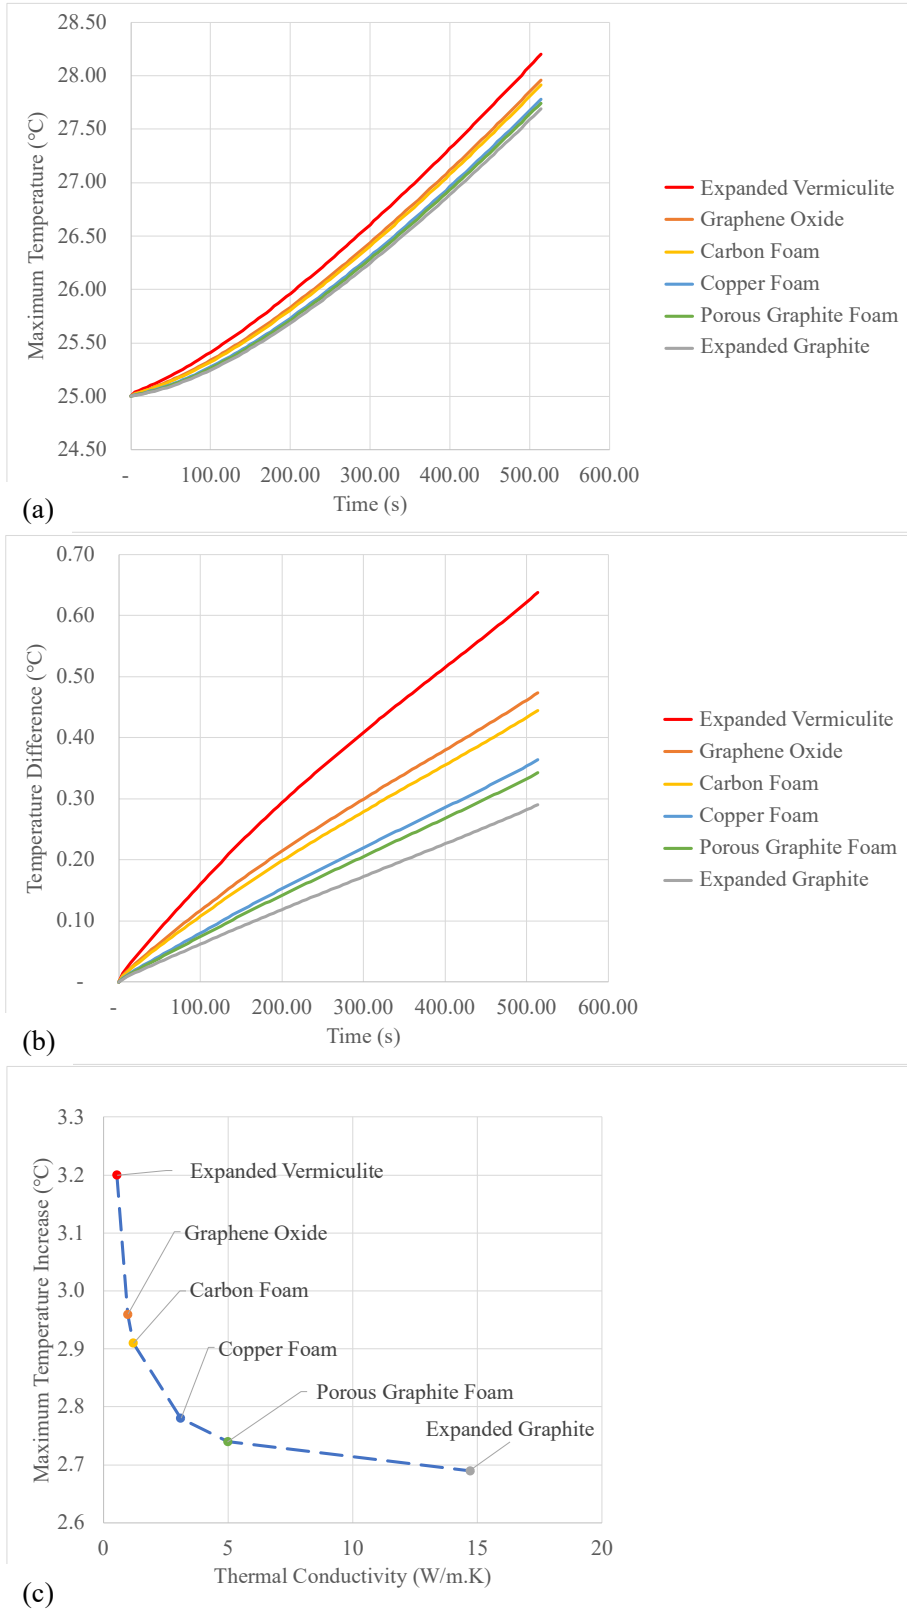 28.50
28.00
27.50
27.00
26.50
26.00
25.50
25.00
24.50
Maximum Temperature (°C)
- 100.00 200.00 300.00 400.00 500.00 600.00
Time (s)
Expanded Vermiculite
Graphene Oxide
Carbon Foam
Copper Foam
Porous Graphite Foam
Expanded Graphite
(a)
0.70
0.60
0.50
0.40
0.30
0.20
0.10
-
Temperature Difference (°C)
- 100.00 200.00 300.00 400.00 500.00 600.00
Time (s)
Expanded Vermiculite
Graphene Oxide
Carbon Foam
Copper Foam
Porous Graphite Foam
Expanded Graphite
(b)
3.3
3.2
3.1
3.0
2.9
2.8
2.7
2.6
Maximum Temperature Increase (°C)
Expanded Vermiculite
Graphene Oxide
Carbon Foam
Copper Foam
Porous Graphite Foam
Expanded Graphite
0 5 10 15 20
Thermal Conductivity (W/m.K)
(c)